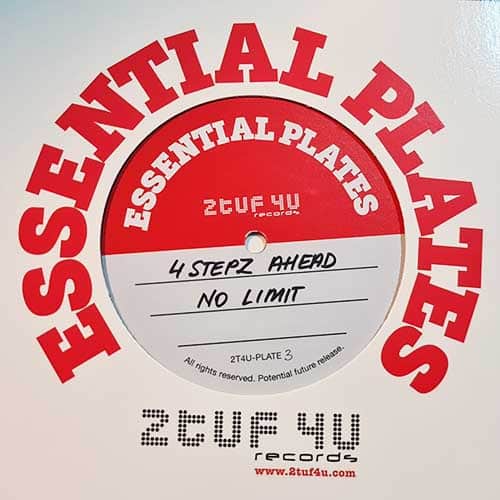 ESSENTIAL PLATES
ESSENTIAL PLATES
2tUF 4U
records
4 STEPZ AHEAD
NO LIMIT
2T4U-PLATE 3
All rights reserved. Potential future release.
2tUF 4U
records
www.2tuf4u.com